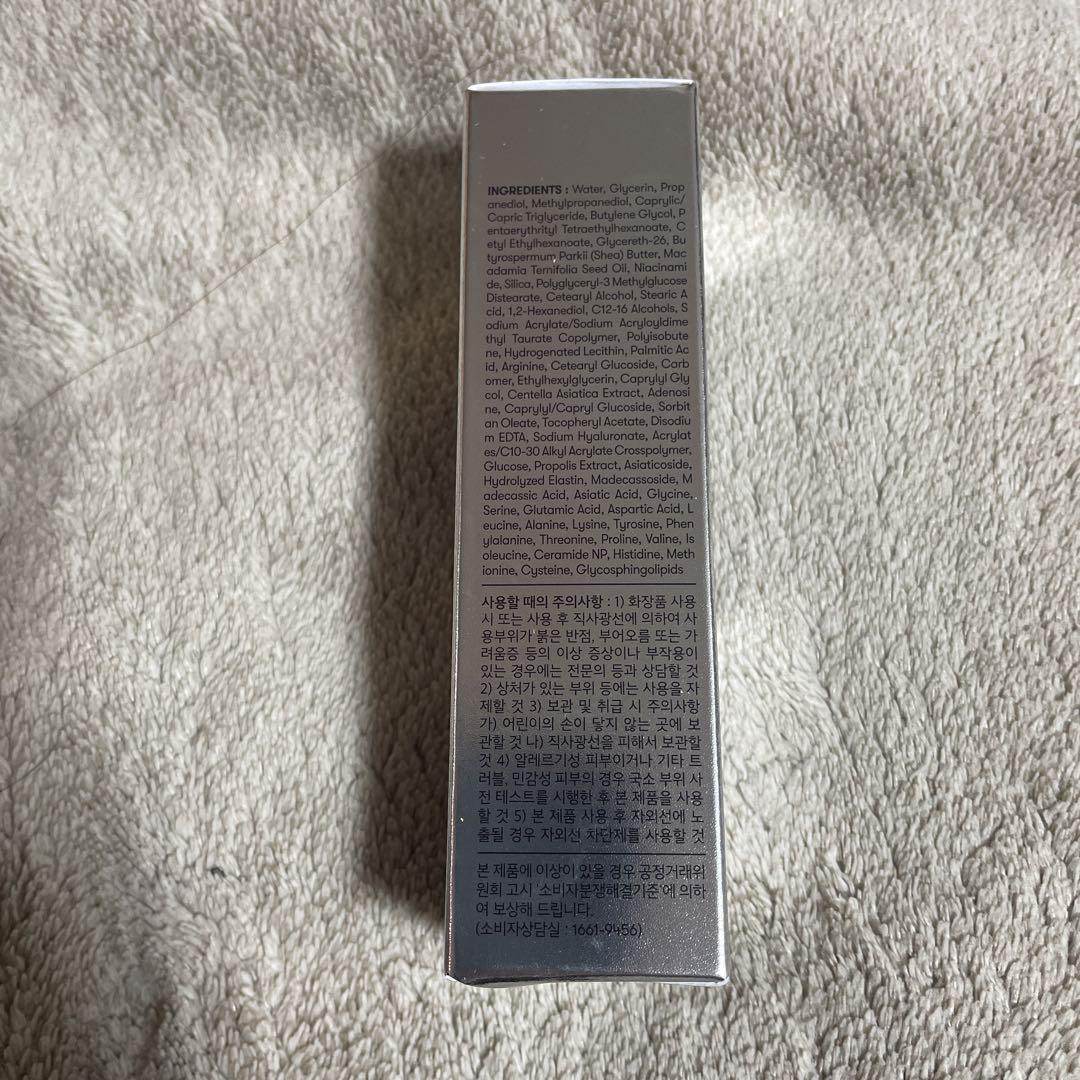 INGREDIENTS : Water, Glycerin, Prop
anediol, Methylpropanediol, Caprylic/
Capric Triglyceride, Butylene Glycol, P
entaerythrityl Tetraethylhexanoate, C
etyl Ethylhexanoate, Glycereth-26, Bu
tyrospermum Parkii (Shea) Butter, Mac
adamia Ternifolia Seed Oil, Niacinami
de, Silica, Polyglyceryl-3 Methylglucose
Distearate, Cetearyl Alcohol, Stearic A
cid, 1,2-Hexanediol, C12-16 Alcohols, S
odium Acrylate/Sodium Acryloyldime
thyl Taurate Copolymer, Polyisobute
ne, Hydrogenated Lecithin, Palmitic Ac
id, Arginine, Cetearyl Glucoside, Carb
omer, Ethylhexylglycerin, Caprylyl Gly
col, Centella Asiatica Extract, Adenosi
ne, Caprylyl/Capryl Glucoside, Sorbit
an Oleate, Tocopheryl Acetate, Disodiu
m EDTA, Sodium Hyaluronate, Acrylat
es/C10-30 Alkyl Acrylate Crosspolymer,
Glucose, Propolis Extract, Asiaticoside,
Hydrolyzed Elastin, Madecassoside, M
adecassic Acid, Asiatic Acid, Glycine,
Serine, Glutamic Acid, Aspartic Acid, L
eucine, Alanine, Lysine, Tyrosine, Phen
ylalanine, Threonine, Proline, Valine, Is
oleucine, Ceramide NP, Histidine, Meth
ionine, Cysteine, Glycosphingolipids
사용할 때의 주의사항 : 1) 화장품 사용
시 또는 사용 후 직사광선에 의하여 사
용부위가 붉은 반점, 부어오름 또는 가
려움증 등의 이상 증상이나 부작용이
있는 경우에는 전문의 등과 상담할 것
2) 상처가 있는 부위 등에는 사용을 자
제할 것 3) 보관 및 취급 시 주의사항
가) 어린이의 손이 닿지 않는 곳에 보
관할 것 나) 직사광선을 피해서 보관할
것 4) 알레르기성 피부이거나 기타 트
러블, 민감성 피부의 경우 국소 부위 사
전 테스트를 시행한 후 본 제품을 사용
할 것 5) 본 제품 사용 후 자외선에 노
출될 경우 자외선 차단제를 사용할 것
본 제품에 이상이 있을 경우 공정거래위
원회 고시 '소비자분쟁해결기준'에 의하
여 보상해 드립니다.
(소비자상담실 : 1661-9456)